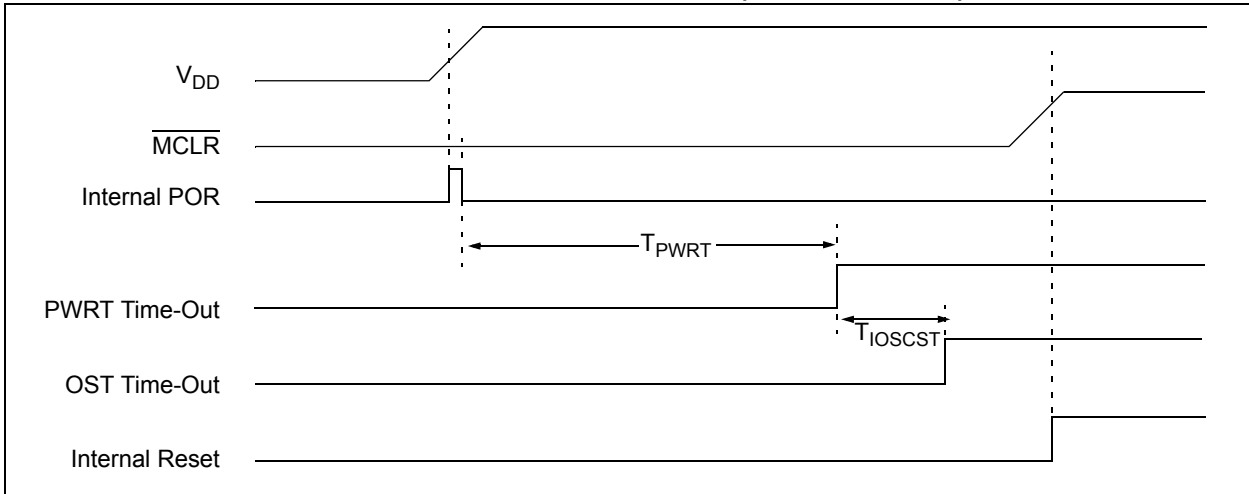 VDD
MCLR
Internal POR
TPWRT
PWRT Time-Out
TIOSCST
OST Time-Out
Internal Reset